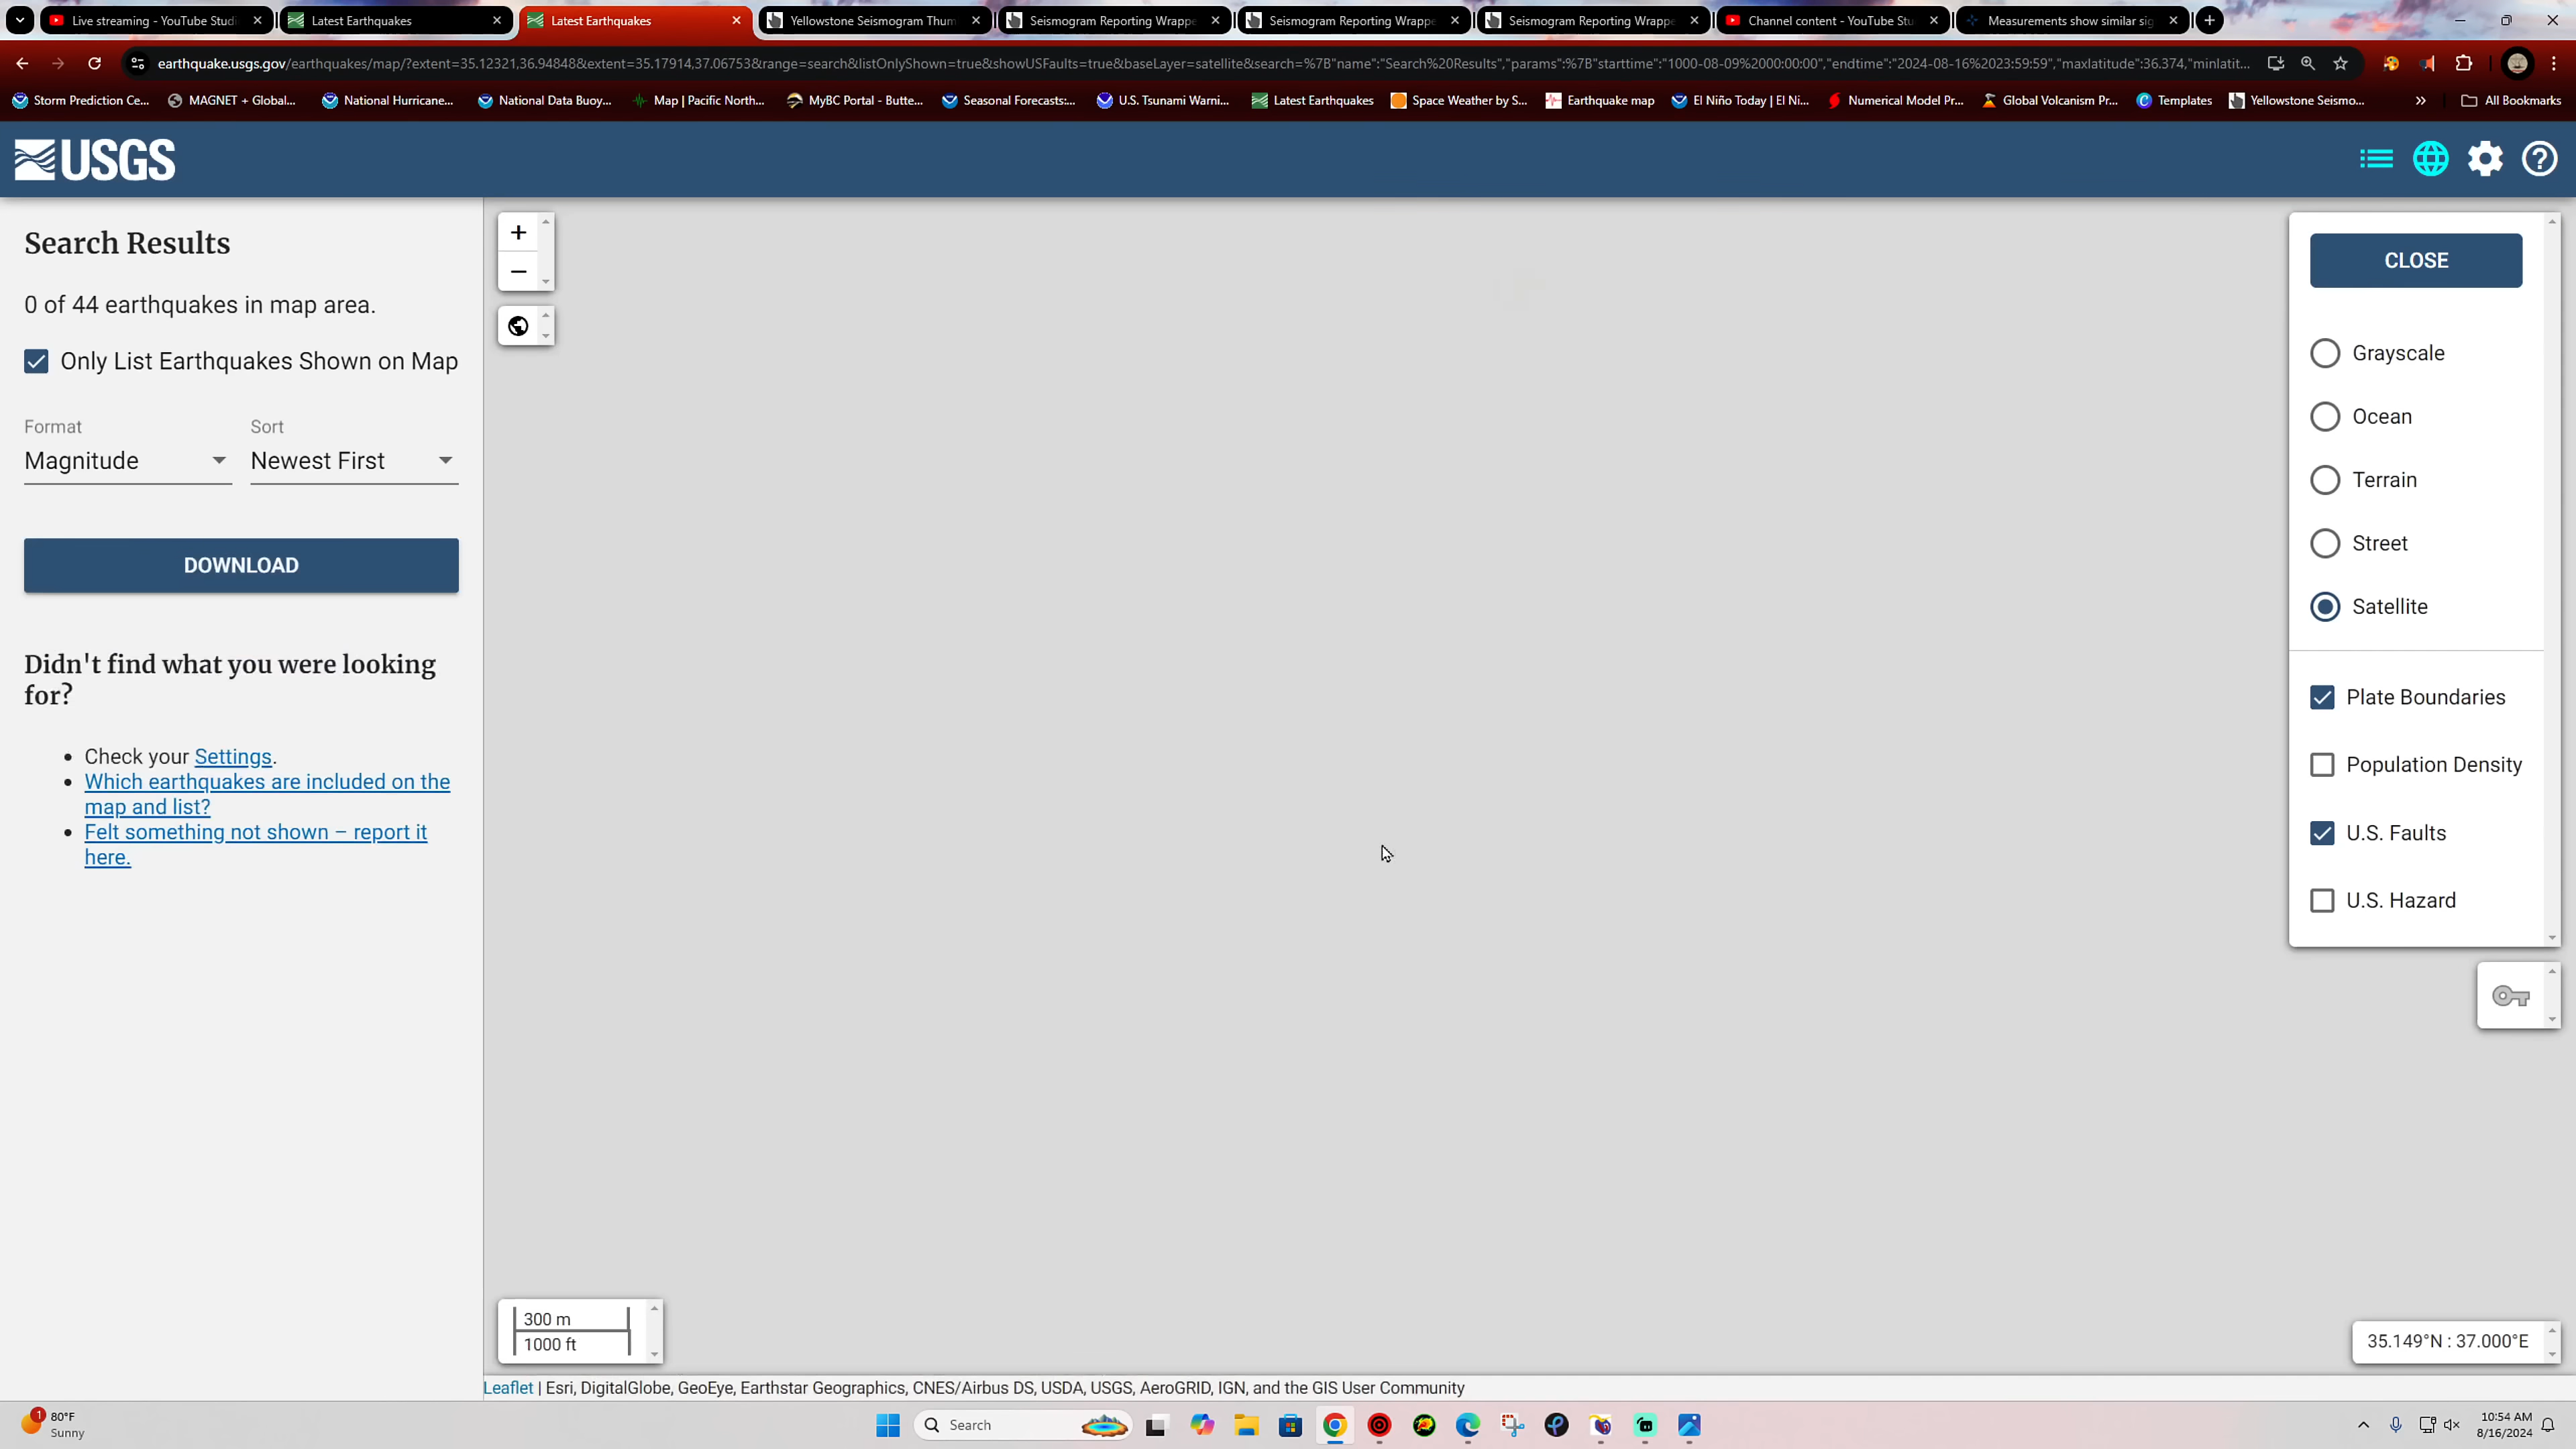 Live streaming - YouTube Studi
Latest Earthquakes
Latest Earthquakes
Yellowstone Seismogram Thum
Seismogram Reporting Wrappe
Seismogram Reporting Wrappe
Seismogram Reporting Wrappe
Channel content - YouTube Stu
Measurements show similar sig
earthquake.usgs.gov/earthquakes/map/?extent=35.12321,36.94848&extent=35.17914,37.06753&range=search&listOnlyShown=true&showUSFaults=true&baseLayer=satellite&search=%7B"name":"Search%20Results","params":%7B"starttime":"1000-08-09%2000:00:00","endtime":"2024-08-16%2023:59:59","maxlatitude":36.374,"minlatit...
Storm Prediction Ce...
MAGNET + Global...
National Hurricane...
National Data Buoy...
Map | Pacific North...
MyBC Portal - Butte...
Seasonal Forecasts:...
U.S. Tsunami Warni...
Latest Earthquakes
Space Weather by S...
Earthquake map
El Niño Today | El Ni...
Numerical Model Pr...
Global Volcanism Pr...
Templates
Yellowstone Seismo...
All Bookmarks
USGS
Search Results
0 of 44 earthquakes in map area.
Only List Earthquakes Shown on Map
Format
Sort
Magnitude
Newest First
DOWNLOAD
Didn't find what you were looking
for?
• Check your Settings.
• Which earthquakes are included on the
map and list?
• Felt something not shown – report it
here.
+
−
CLOSE
Grayscale
Ocean
Terrain
Street
Satellite
Plate Boundaries
Population Density
U.S. Faults
U.S. Hazard
300 m
1000 ft
35.149°N : 37.000°E
Leaflet | Esri, DigitalGlobe, GeoEye, Earthstar Geographics, CNES/Airbus DS, USDA, USGS, AeroGRID, IGN, and the GIS User Community
1
80°F
Sunny
Search
10:54 AM
8/16/2024